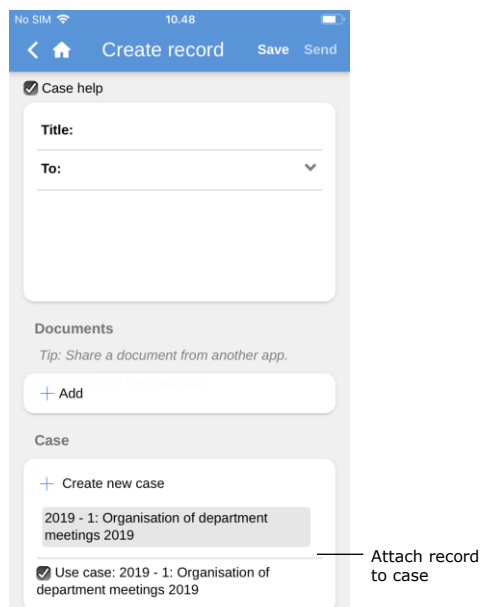 No SIM 10.48
Create record Save Send
Case help
Title:
To:
Documents
Tip: Share a document from another app.
Add
Case
Create new case
2019 - 1: Organisation of department
meetings 2019
Use case: 2019 - 1: Organisation of
department meetings 2019
Attach record
to case